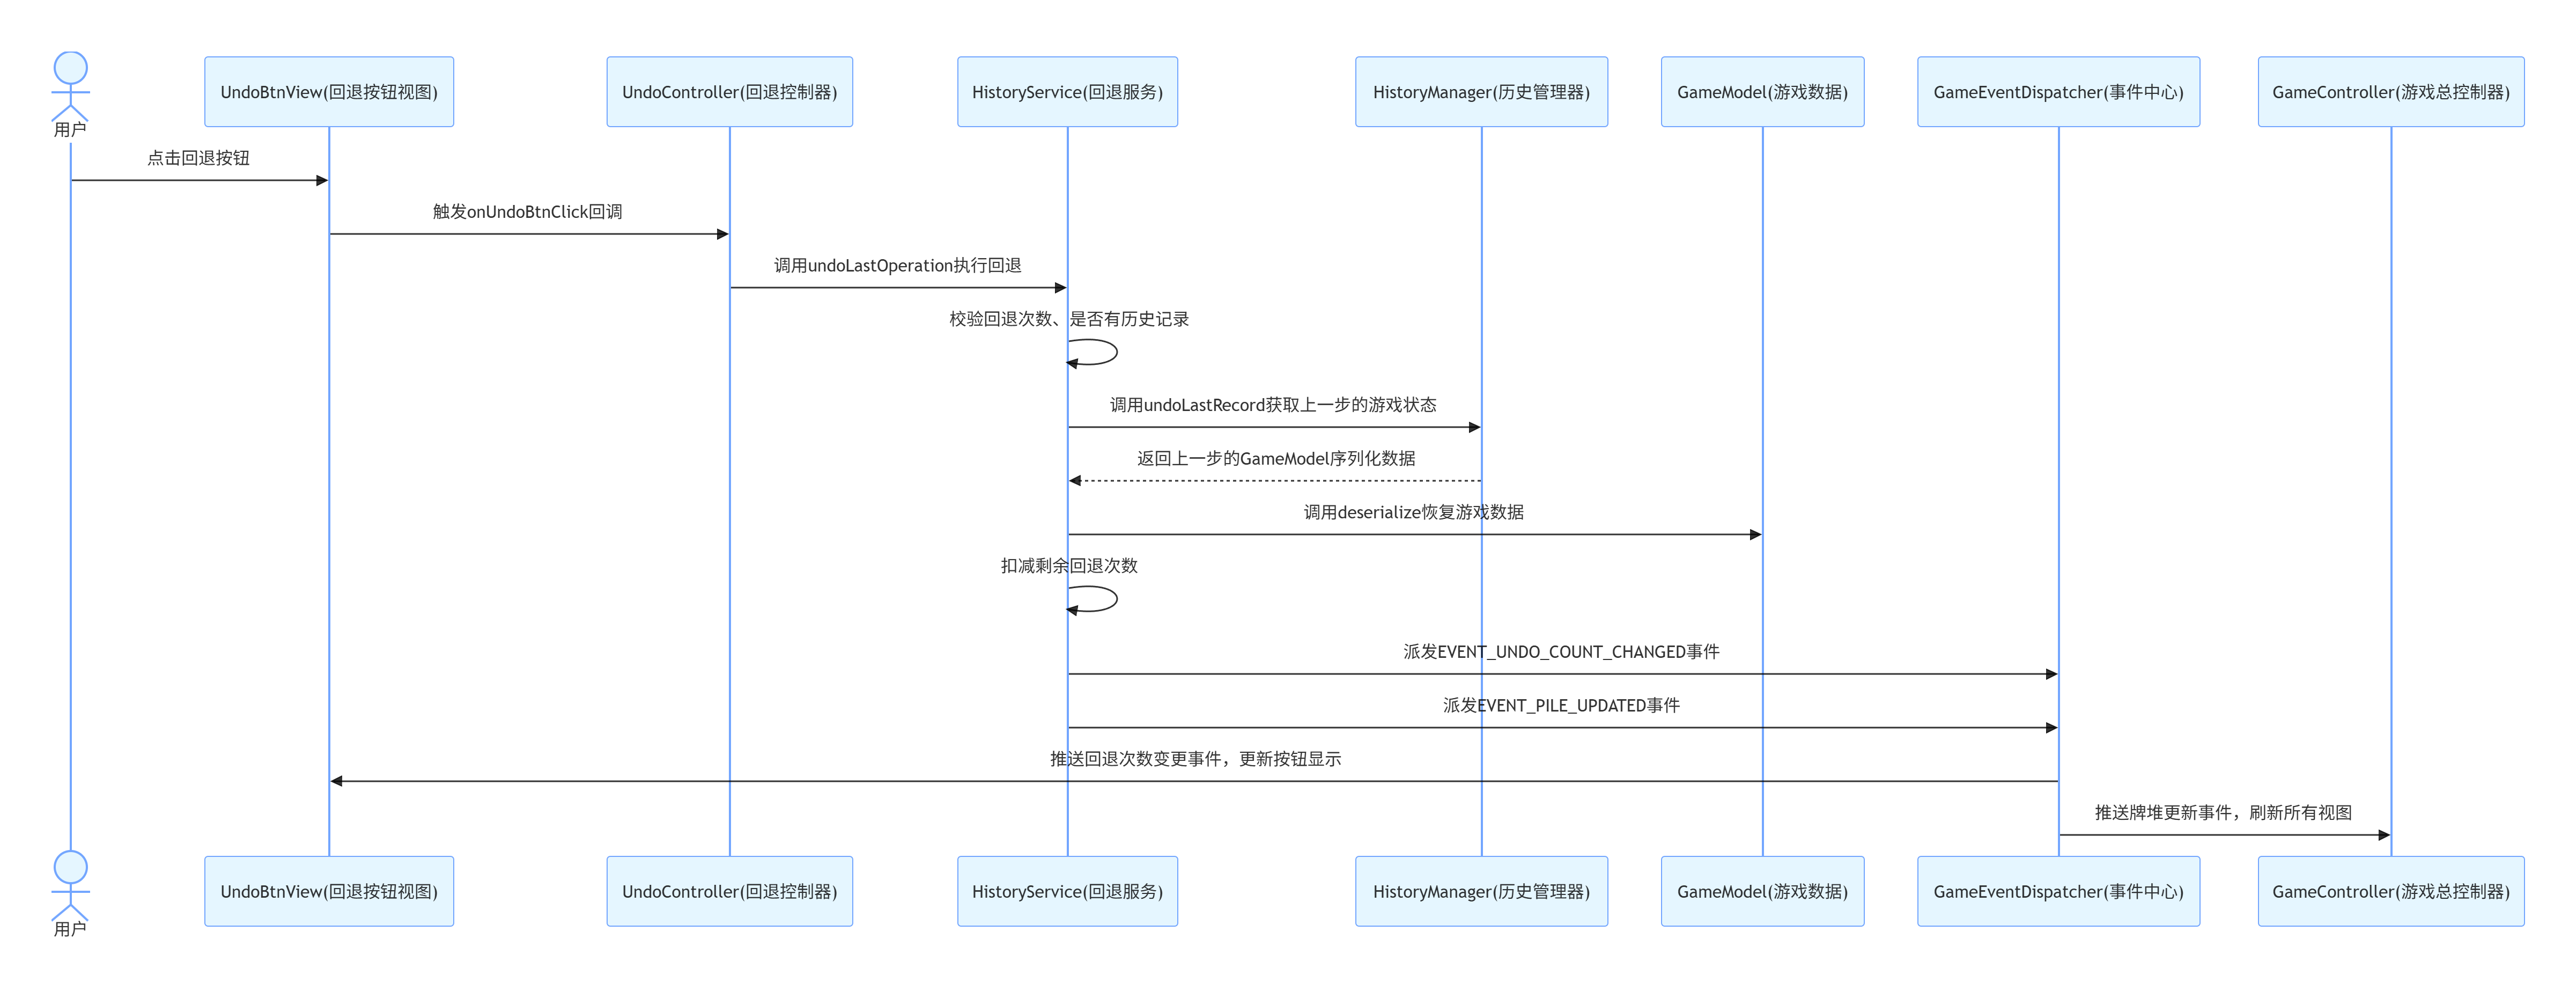 用户
UndoBtnView(回退按钮视图)
UndoController(回退控制器)
HistoryService(回退服务)
HistoryManager(历史管理器)
GameModel(游戏数据)
GameEventDispatcher(事件中心)
GameController(游戏总控制器)
点击回退按钮
触发onUndoBtnClick回调
调用undoLastOperation执行回退
校验回退次数、是否有历史记录
调用undoLastRecord获取上一步的游戏状态
返回上一步的GameModel序列化数据
调用deserialize恢复游戏数据
扣减剩余回退次数
派发EVENT_UNDO_COUNT_CHANGED事件
派发EVENT_PILE_UPDATED事件
推送回退次数变更事件，更新按钮显示
推送牌堆更新事件，刷新所有视图
用户
UndoBtnView(回退按钮视图)
UndoController(回退控制器)
HistoryService(回退服务)
HistoryManager(历史管理器)
GameModel(游戏数据)
GameEventDispatcher(事件中心)
GameController(游戏总控制器)